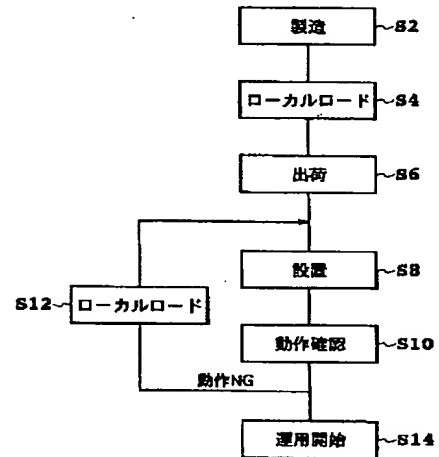 製造 S2
ローカルロード S4
出荷 S6
設置 S8
S12 ローカルロード
動作確認 S10
動作NG
運用開始 S14